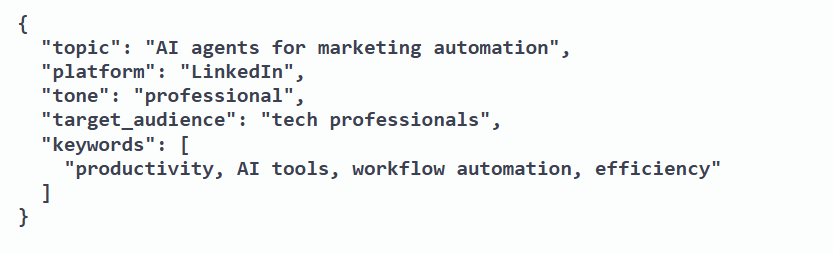 {
"topic": "AI agents for marketing automation",
"platform": "LinkedIn",
"tone": "professional",
"target_audience": "tech professionals",
"keywords": [
"productivity, AI tools, workflow automation, efficiency"
]
}